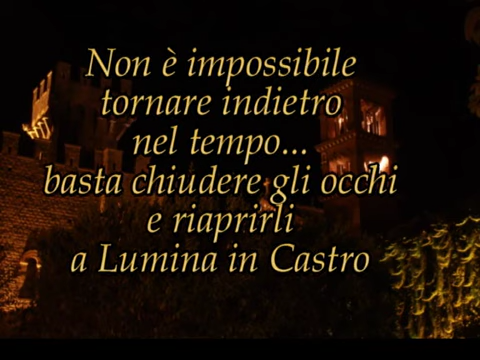 Non è impossibile
tornare indietro
nel tempo...
basta chiudere gli occhi
e riaprirli
a Lumina in Castro